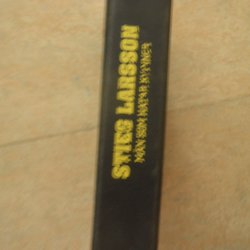 STIEG LARSSON
MÄN SOM HATAR KVINNOR